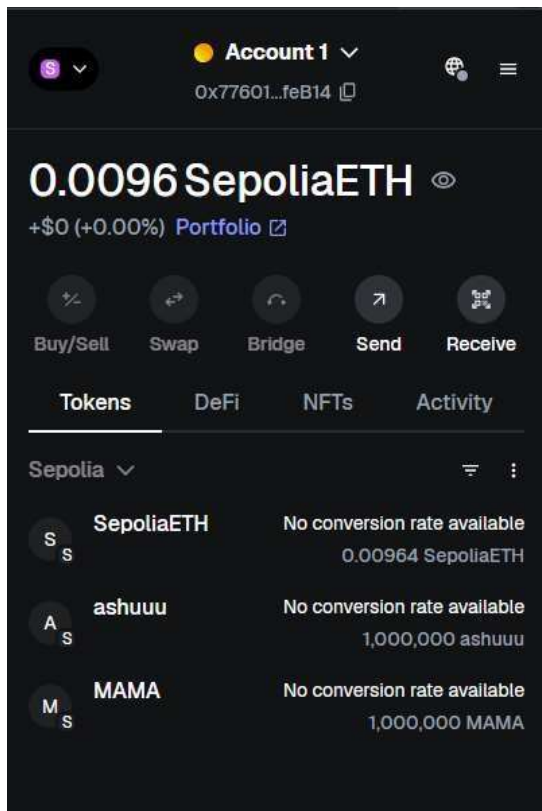 S
Account 1
0x77601...feB14
0.0096 SepoliaETH
+$0 (+0.00%) Portfolio
Buy/Sell Swap Bridge Send Receive
Tokens DeFi NFTs Activity
Sepolia
S S SepoliaETH No conversion rate available
0.00964 SepoliaETH
A S ashuuu No conversion rate available
1,000,000 ashuuu
M S MAMA No conversion rate available
1,000,000 MAMA